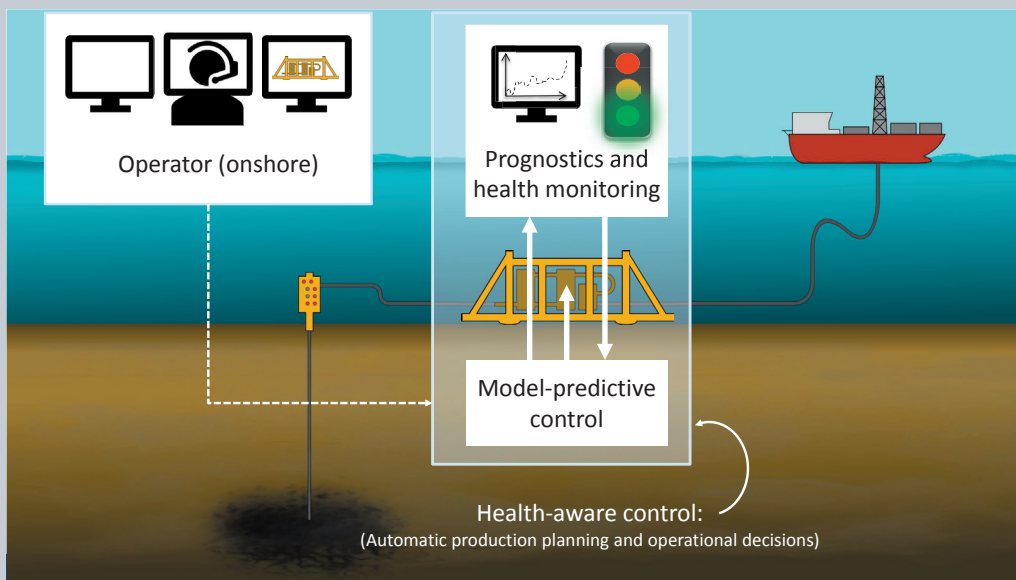 Operator (onshore)
Prognostics and
health monitoring
Model-predictive
control
Health-aware control:
(Automatic production planning and operational decisions)